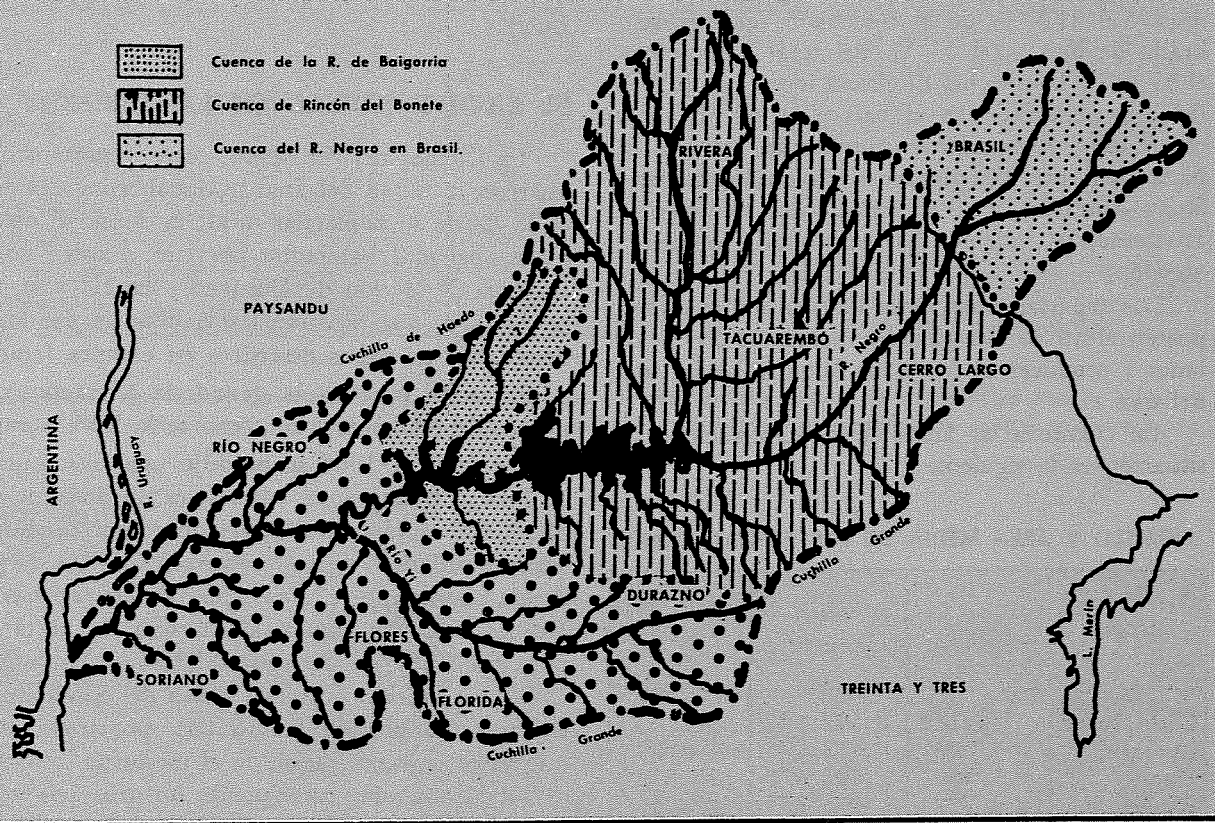 Cuenca de la R. de Baigorria
Cuenca de Rincón del Bonete
Cuenca del R. Negro en Brasil.
RIVERA
BRASIL
PAYSANDU
Cuchilla de Haedo
TACUAREMBÓ
R. Negro
CERRO LARGO
ARGENTINA
R. Uruguay
RÍO NEGRO
Cuchilla Grande
Río Yí
DURAZNO
L. Merín
FLORES
SORIANO
FLORIDA
TREINTA Y TRES
Cuchilla Grande